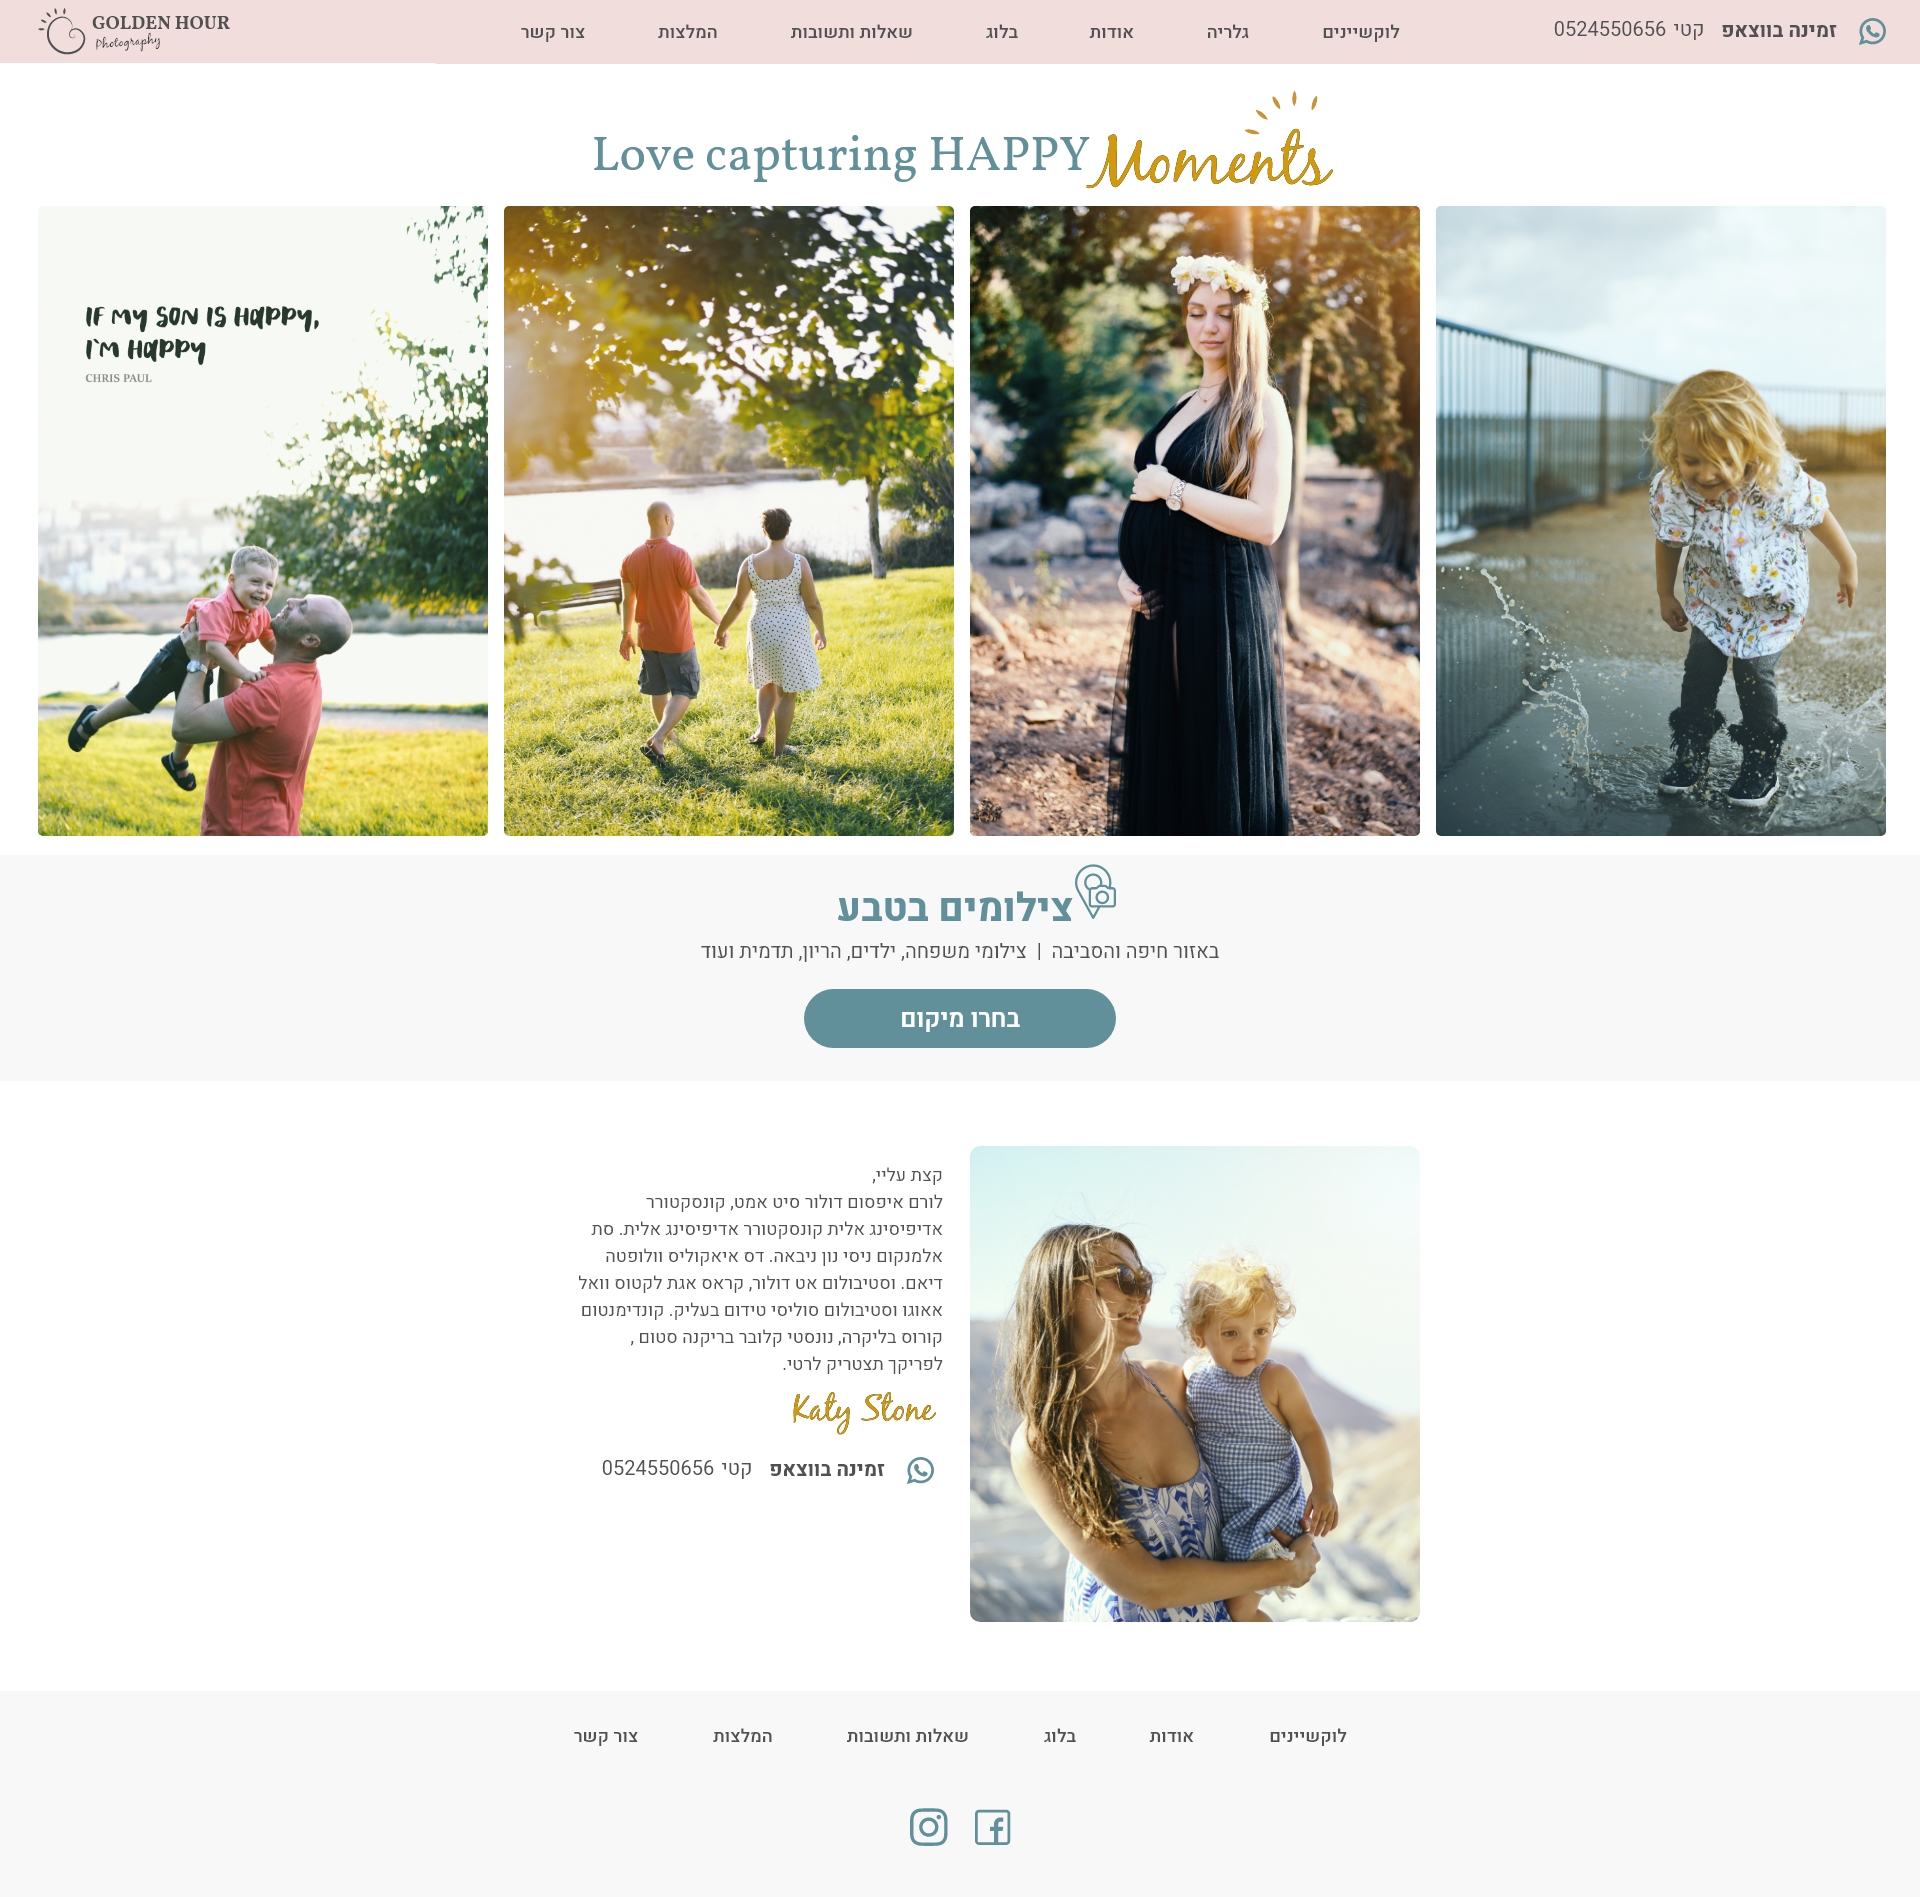 זמינה בווצאפ קטי 0524550656
לוקשיינים
גלריה
אודות
בלוג
שאלות ותשובות
המלצות
צור קשר
GOLDEN HOUR
Photography
Love capturing HAPPY Moments
IF MY SON IS HAPPY,
I`M HAPPY
CHRIS PAUL
צילומים בטבע
באזור חיפה והסביבה | צילומי משפחה, ילדים, הריון, תדמית ועוד
בחרו מיקום
קצת עליי,
לורם איפסום דולור סיט אמט, קונסקטורר
אדיפיסינג אלית קונסקטורר אדיפיסינג אלית. סת
אלמנקום ניסי נון ניבאה. דס איאקוליס וולופטה
דיאם. וסטיבולום אט דולור, קראס אגת לקטוס וואל
אאוגו וסטיבולום סוליסי טידום בעליק. קונדימנטום
קורוס בליקרה, נונסטי קלובר בריקנה סטום ,
לפריקך תצטריק לרטי.
Katy Stone
זמינה בווצאפ קטי 0524550656
לוקשיינים
אודות
בלוג
שאלות ותשובות
המלצות
צור קשר